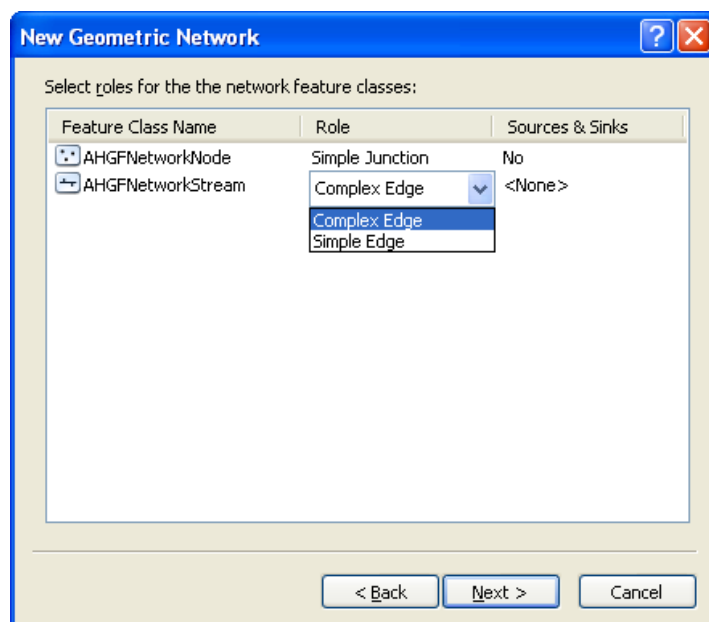 New Geometric Network
Select roles for the the network feature classes:
Feature Class Name Role Sources & Sinks
AHGFNetworkNode Simple Junction No
AHGFNetworkStream Complex Edge <None>
Complex Edge
Simple Edge
< Back Next > Cancel